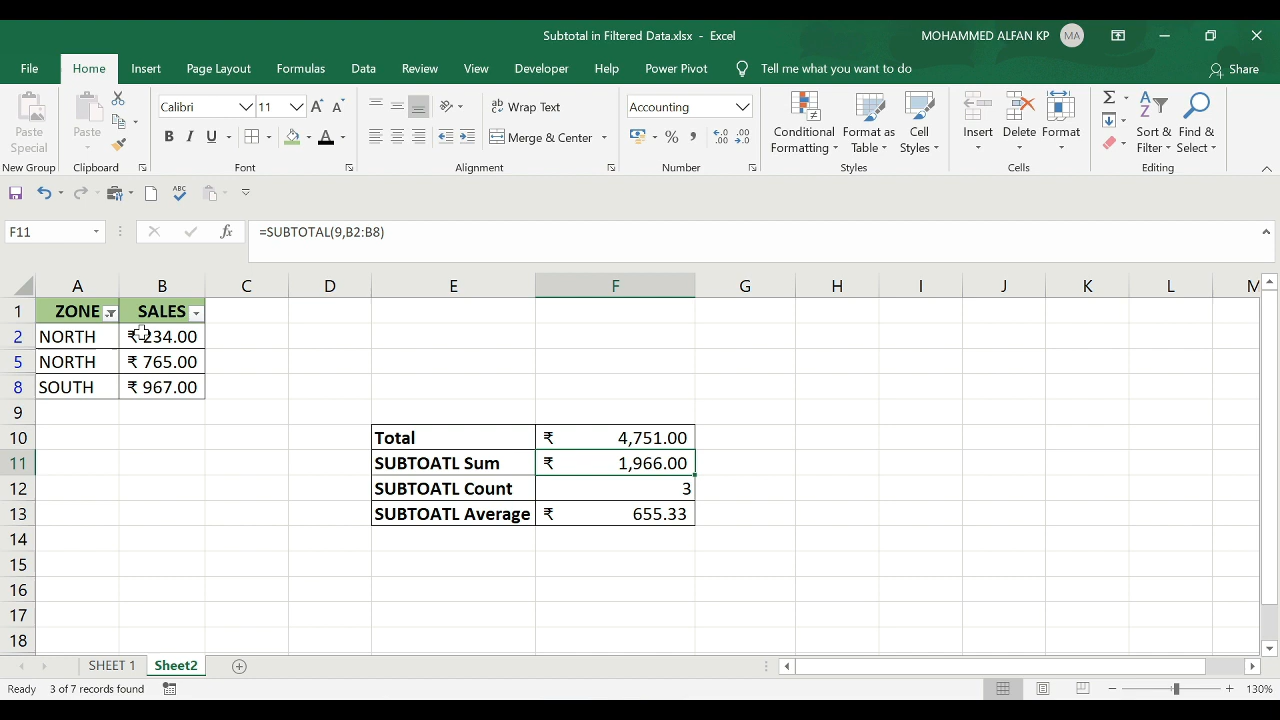 Subtotal in Filtered Data.xlsx - Excel
MOHAMMED ALFAN KP MA
File Home Insert Page Layout Formulas Data Review View Developer Help Power Pivot Tell me what you want to do Share
Paste Special
New Group
Paste
Clipboard
Calibri 11
B I U A
Font
Wrap Text
Merge & Center
Alignment
Accounting
% ,
Number
Conditional Formatting
Format as Table
Cell Styles
Styles
Insert Delete Format
Cells
Sort & Filter
Find & Select
Editing
F11 fx =SUBTOTAL(9,B2:B8)
A B C D E F G H I J K L M
1 ZONE SALES
2 NORTH ₹ 234.00
5 NORTH ₹ 765.00
8 SOUTH ₹ 967.00
9
10 Total ₹ 4,751.00
11 SUBTOATL Sum ₹ 1,966.00
12 SUBTOATL Count 3
13 SUBTOATL Average ₹ 655.33
14
15
16
17
18
SHEET 1 Sheet2
Ready 3 of 7 records found 130%